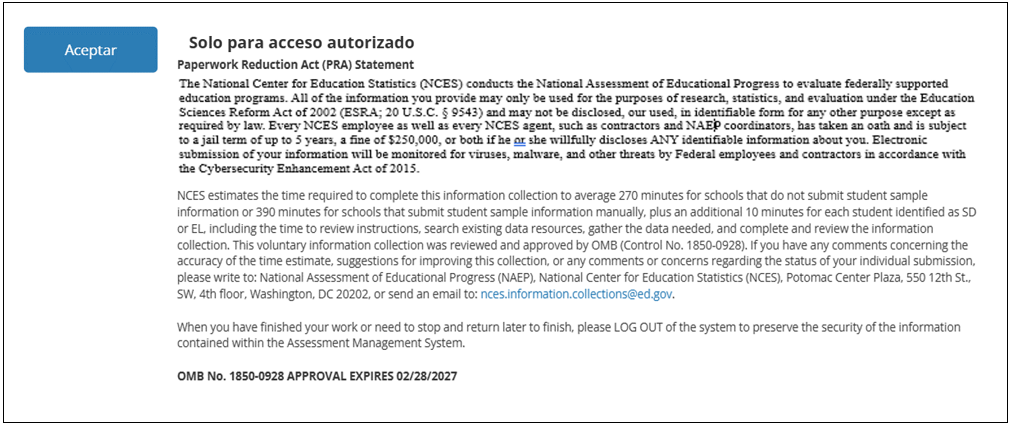 Aceptar
Solo para acceso autorizado
Paperwork Reduction Act (PRA) Statement
The National Center for Education Statistics (NCES) conducts the National Assessment of Educational Progress to evaluate federally supported
education programs. All of the information you provide may only be used for the purposes of research, statistics, and evaluation under the Education
Sciences Reform Act of 2002 (ESRA; 20 U.S.C. § 9543) and may not be disclosed, our used, in identifiable form for any other purpose except as
required by law. Every NCES employee as well as every NCES agent, such as contractors and NAEP coordinators, has taken an oath and is subject
to a jail term of up to 5 years, a fine of $250,000, or both if he or she willfully discloses ANY identifiable information about you. Electronic
submission of your information will be monitored for viruses, malware, and other threats by Federal employees and contractors in accordance with
the Cybersecurity Enhancement Act of 2015.
NCES estimates the time required to complete this information collection to average 270 minutes for schools that do not submit student sample
information or 390 minutes for schools that submit student sample information manually, plus an additional 10 minutes for each student identified as SD
or EL, including the time to review instructions, search existing data resources, gather the data needed, and complete and review the information
collection. This voluntary information collection was reviewed and approved by OMB (Control No. 1850-0928). If you have any comments concerning the
accuracy of the time estimate, suggestions for improving this collection, or any comments or concerns regarding the status of your individual submission,
please write to: National Assessment of Educational Progress (NAEP), National Center for Education Statistics (NCES), Potomac Center Plaza, 550 12th St.,
SW, 4th floor, Washington, DC 20202, or send an email to: nces.information.collections@ed.gov.
When you have finished your work or need to stop and return later to finish, please LOG OUT of the system to preserve the security of the information
contained within the Assessment Management System.
OMB No. 1850-0928 APPROVAL EXPIRES 02/28/2027